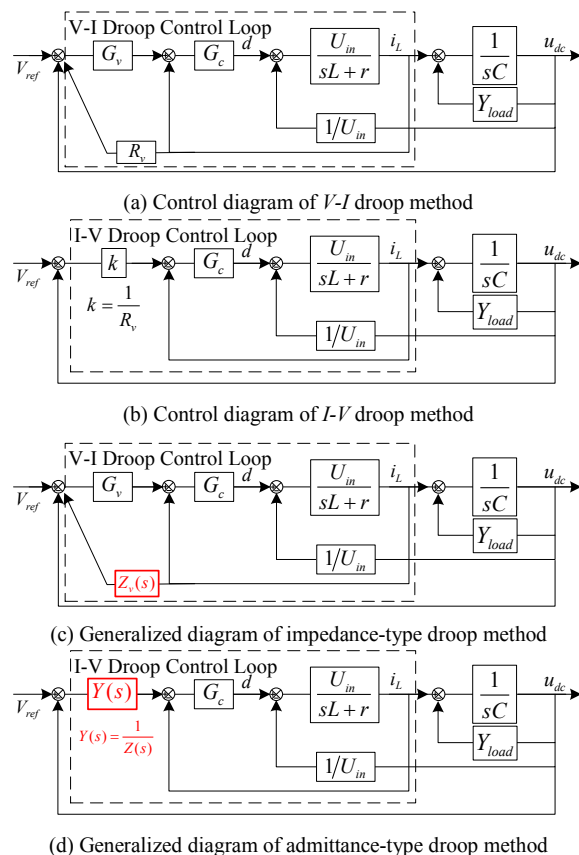 V-I Droop Control Loop
V_ref G_v G_c d U_in / (sL + r) i_L 1 / (sC) u_dc
Y_load
1/U_in
R_v
(a) Control diagram of V-I droop method
I-V Droop Control Loop
V_ref k G_c d U_in / (sL + r) i_L 1 / (sC) u_dc
k = 1 / R_v
Y_load
1/U_in
(b) Control diagram of I-V droop method
V-I Droop Control Loop
V_ref G_v G_c d U_in / (sL + r) i_L 1 / (sC) u_dc
Y_load
1/U_in
Z_v(s)
(c) Generalized diagram of impedance-type droop method
I-V Droop Control Loop
V_ref Y(s) G_c d U_in / (sL + r) i_L 1 / (sC) u_dc
Y(s) = 1 / Z(s)
Y_load
1/U_in
(d) Generalized diagram of admittance-type droop method